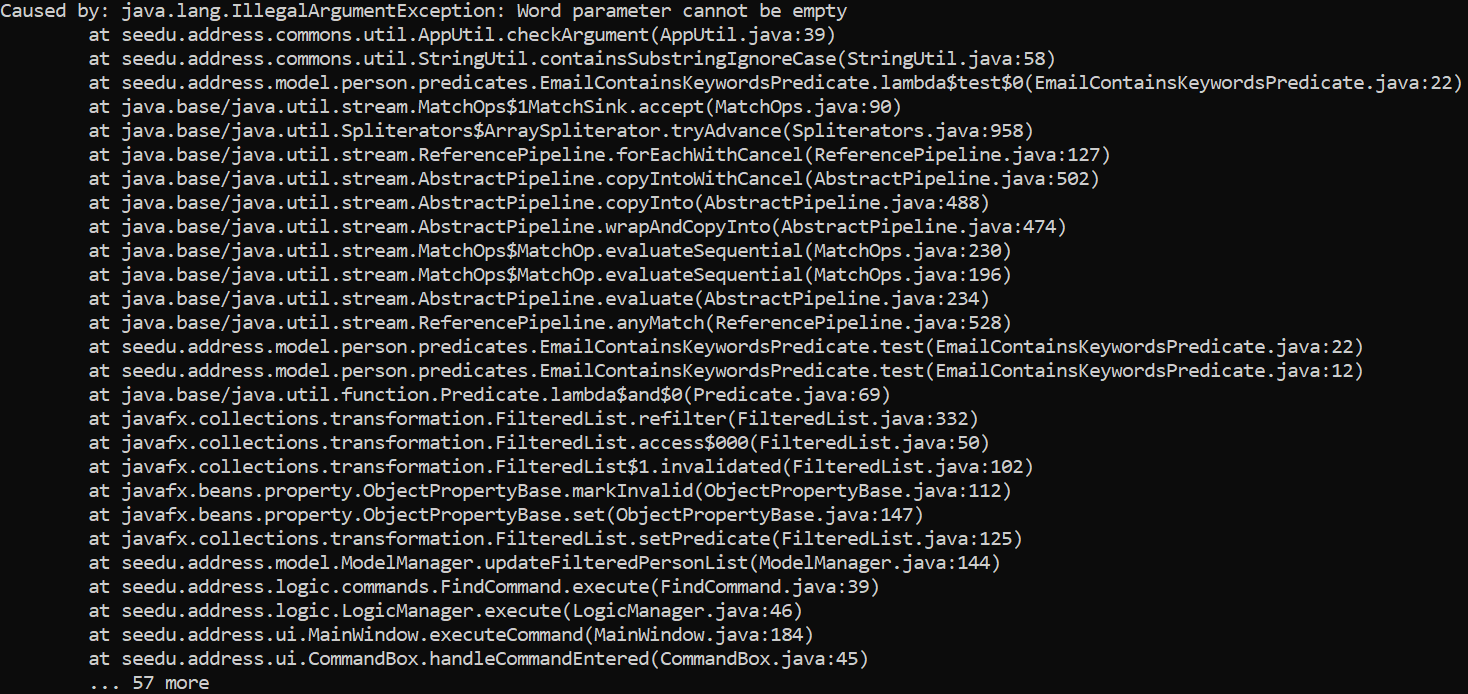 Caused by: java.lang.IllegalArgumentException: Word parameter cannot be empty
at seedu.address.commons.util.AppUtil.checkArgument(AppUtil.java:39)
at seedu.address.commons.util.StringUtil.containsSubstringIgnoreCase(StringUtil.java:58)
at seedu.address.model.person.predicates.EmailContainsKeywordsPredicate.lambda$test$0(EmailContainsKeywordsPredicate.java:22)
at java.base/java.util.stream.MatchOps$1MatchSink.accept(MatchOps.java:90)
at java.base/java.util.Spliterators$ArraySpliterator.tryAdvance(Spliterators.java:958)
at java.base/java.util.stream.ReferencePipeline.forEachWithCancel(ReferencePipeline.java:127)
at java.base/java.util.stream.AbstractPipeline.copyIntoWithCancel(AbstractPipeline.java:502)
at java.base/java.util.stream.AbstractPipeline.copyInto(AbstractPipeline.java:488)
at java.base/java.util.stream.AbstractPipeline.wrapAndCopyInto(AbstractPipeline.java:474)
at java.base/java.util.stream.MatchOps$MatchOp.evaluateSequential(MatchOps.java:230)
at java.base/java.util.stream.MatchOps$MatchOp.evaluateSequential(MatchOps.java:196)
at java.base/java.util.stream.AbstractPipeline.evaluate(AbstractPipeline.java:234)
at java.base/java.util.stream.ReferencePipeline.anyMatch(ReferencePipeline.java:528)
at seedu.address.model.person.predicates.EmailContainsKeywordsPredicate.test(EmailContainsKeywordsPredicate.java:22)
at seedu.address.model.person.predicates.EmailContainsKeywordsPredicate.test(EmailContainsKeywordsPredicate.java:12)
at java.base/java.util.function.Predicate.lambda$and$0(Predicate.java:69)
at javafx.collections.transformation.FilteredList.refilter(FilteredList.java:332)
at javafx.collections.transformation.FilteredList.access$000(FilteredList.java:50)
at javafx.collections.transformation.FilteredList$1.invalidated(FilteredList.java:102)
at javafx.beans.property.ObjectPropertyBase.markInvalid(ObjectPropertyBase.java:112)
at javafx.beans.property.ObjectPropertyBase.set(ObjectPropertyBase.java:147)
at javafx.collections.transformation.FilteredList.setPredicate(FilteredList.java:125)
at seedu.address.model.ModelManager.updateFilteredPersonList(ModelManager.java:144)
at seedu.address.logic.commands.FindCommand.execute(FindCommand.java:39)
at seedu.address.logic.LogicManager.execute(LogicManager.java:46)
at seedu.address.ui.MainWindow.executeCommand(MainWindow.java:184)
at seedu.address.ui.CommandBox.handleCommandEntered(CommandBox.java:45)
... 57 more